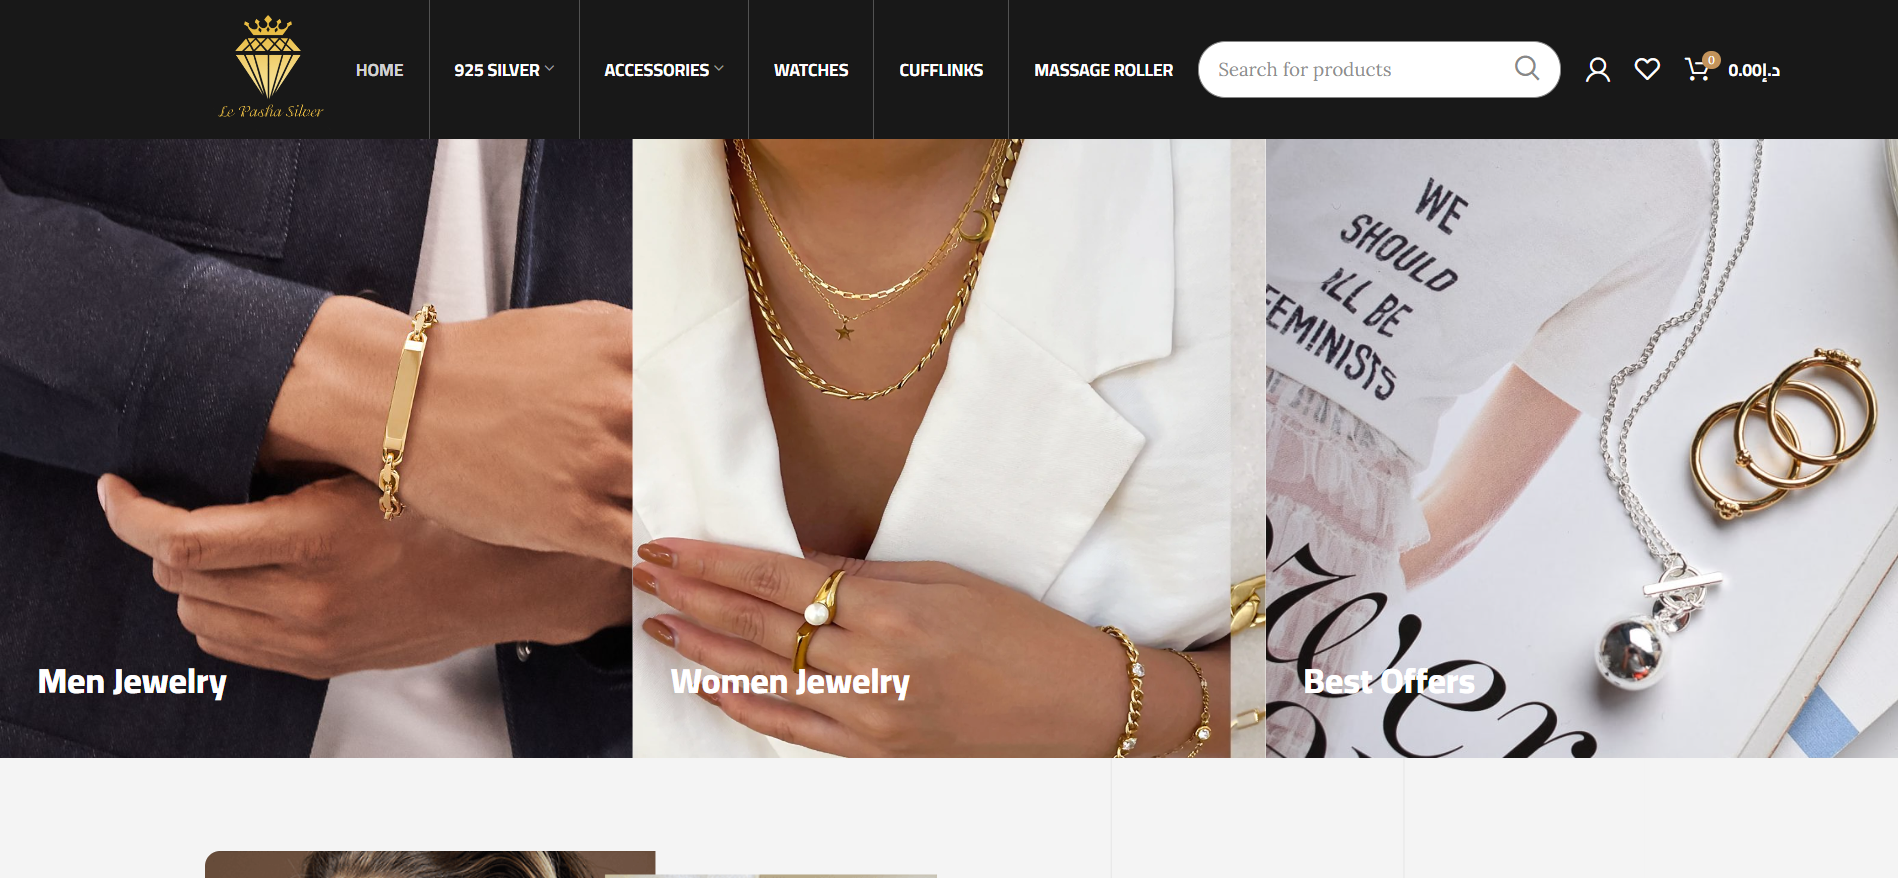 Le Pasha Silver
HOME
925 SILVER
ACCESSORIES
WATCHES
CUFFLINKS
MASSAGE ROLLER
Search for products
0
0.00د.إ
WE
SHOULD
ALL BE
FEMINISTS
Men Jewelry
Women Jewelry
Best Offers